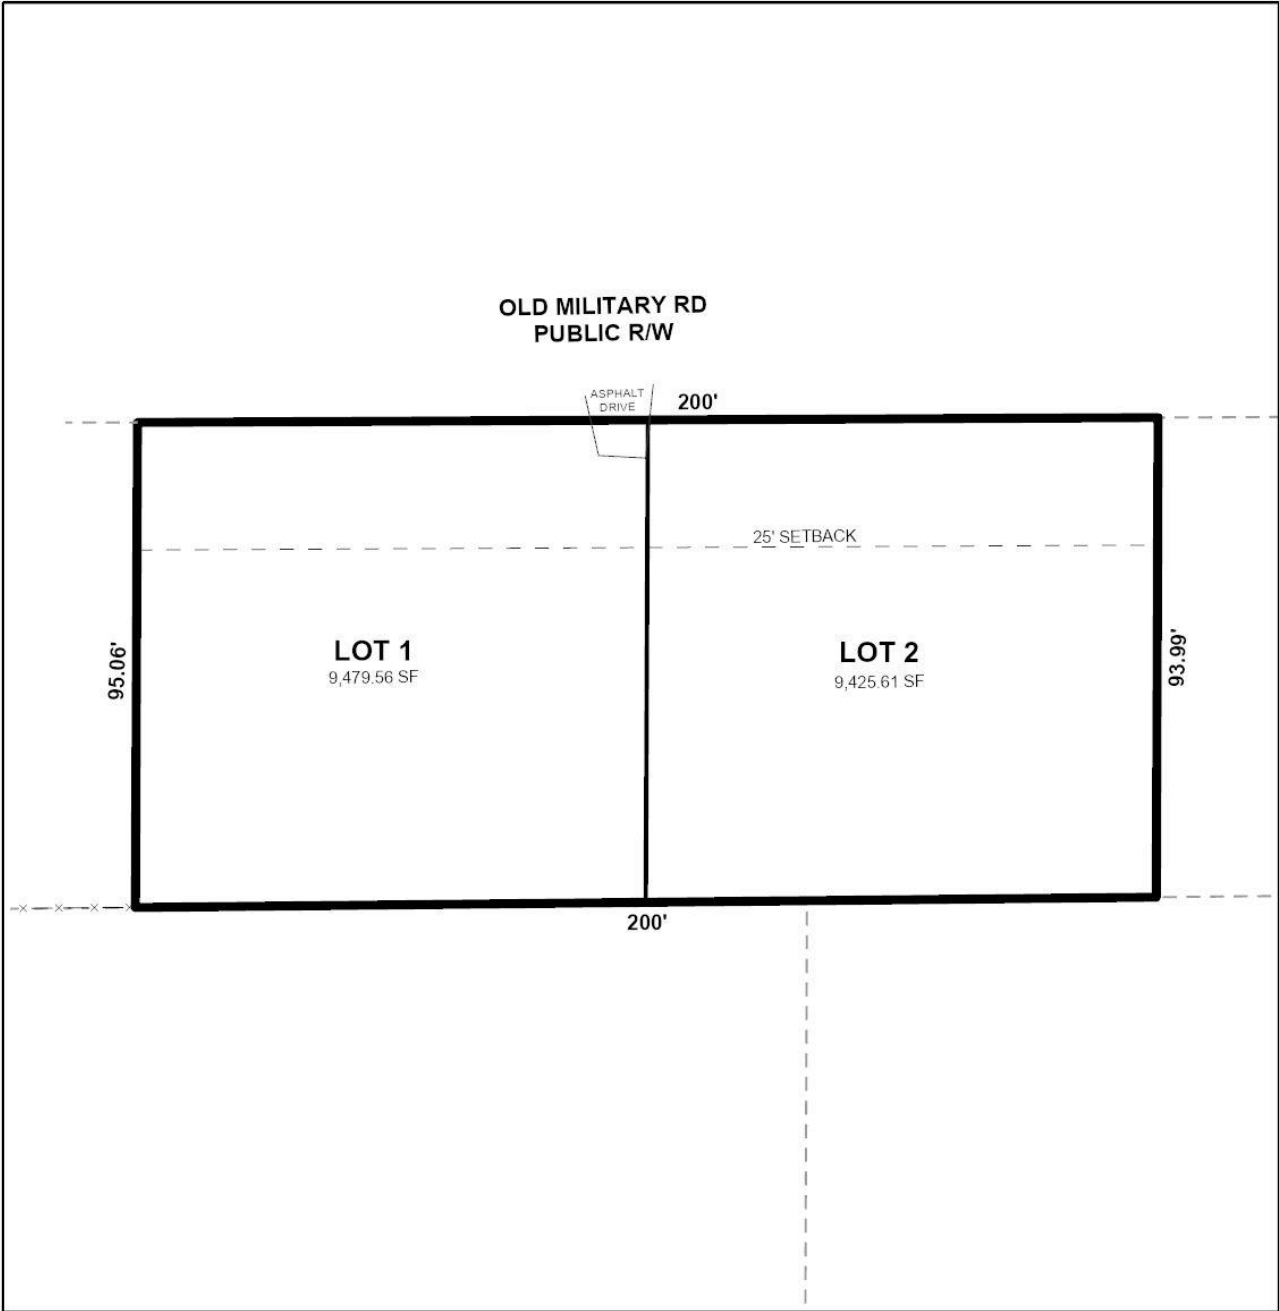 OLD MILITARY RD
PUBLIC R/W
ASPHALT
DRIVE
200'
25' SETBACK
95.06'
LOT 1
9,479.56 SF
LOT 2
9,425.61 SF
93.99'
200'